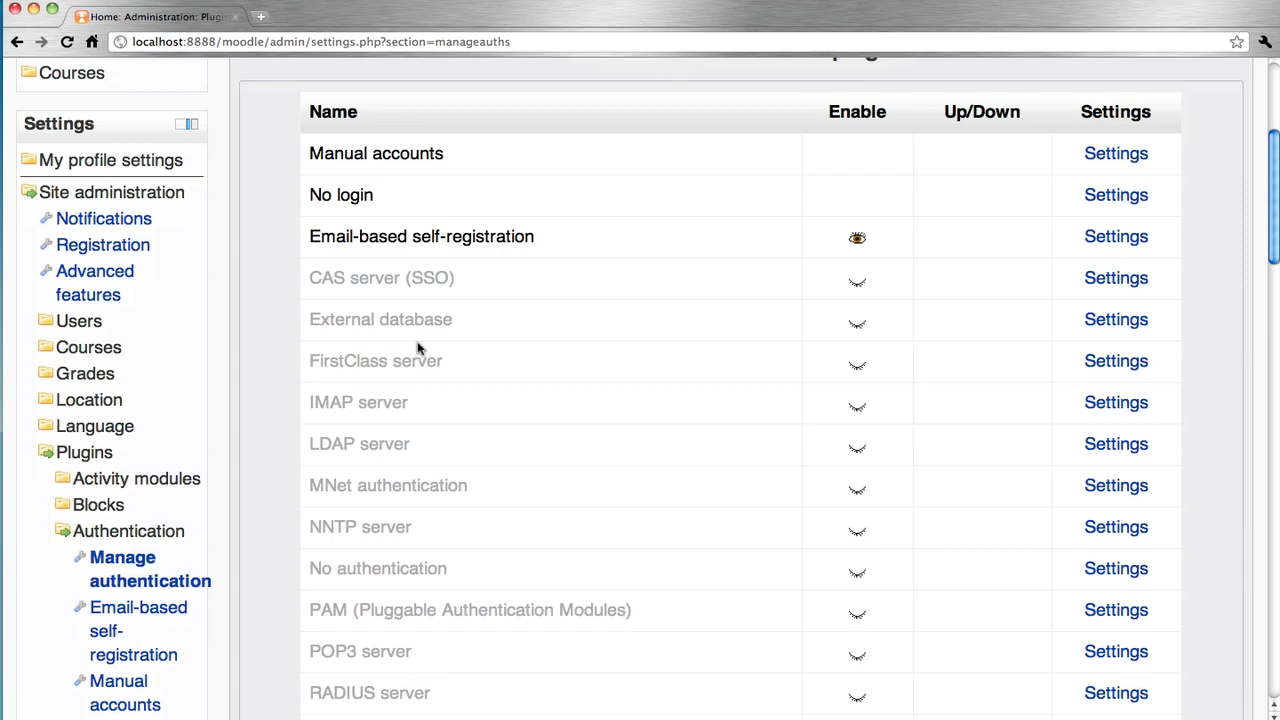 Home: Administration: Plug
localhost:8888/moodle/admin/settings.php?section=manageauths
Courses
Settings
My profile settings
Site administration
Notifications
Registration
Advanced
features
Users
Courses
Grades
Location
Language
Plugins
Activity modules
Blocks
Authentication
Manage
authentication
Email-based
self-
registration
Manual
accounts
Name Enable Up/Down Settings
Manual accounts Settings
No login Settings
Email-based self-registration Settings
CAS server (SSO) Settings
External database Settings
FirstClass server Settings
IMAP server Settings
LDAP server Settings
MNet authentication Settings
NNTP server Settings
No authentication Settings
PAM (Pluggable Authentication Modules) Settings
POP3 server Settings
RADIUS server Settings